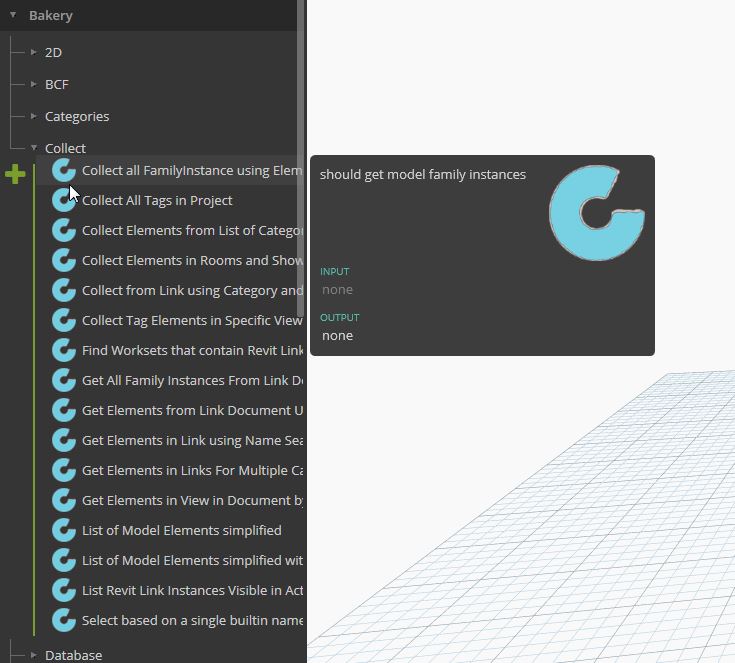 Bakery
2D
BCF
Categories
Collect
Collect all FamilyInstance using Elem
Collect All Tags in Project
Collect Elements from List of Catego
Collect Elements in Rooms and Show
Collect from Link using Category and
Collect Tag Elements in Specific View
Find Worksets that contain Revit Link
Get All Family Instances From Link Do
Get Elements from Link Document U
Get Elements in Link using Name Sea
Get Elements in Links For Multiple Ca
Get Elements in View in Document by
List of Model Elements simplified
List of Model Elements simplified wit
List Revit Link Instances Visible in Act
Select based on a single builtin name
Database
should get model family instances
INPUT
none
OUTPUT
none